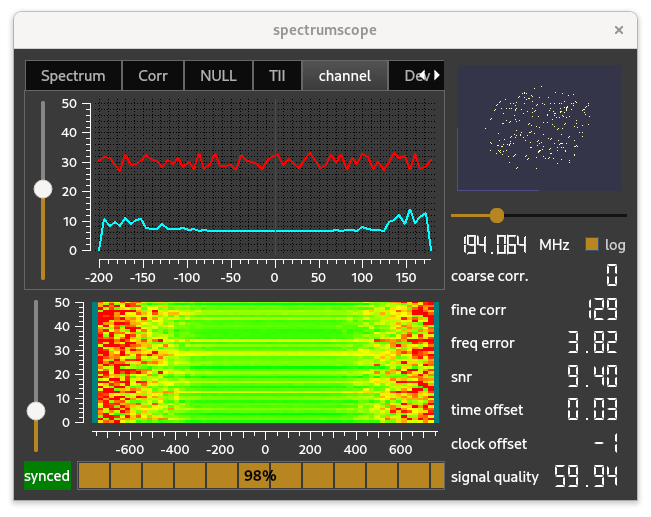 spectrumscope ×
Spectrum Corr NULL TII channel Dev
50
40
30
20
10
0
-200 -150 -100 -50 0 50 100 150
194.064 MHz log
coarse corr. 0
fine corr 129
freq error 3.82
snr 9.40
time offset 0.03
clock offset -1
signal quality 59.94
50
40
30
20
10
0
-600 -400 -200 0 200 400 600
synced 98%